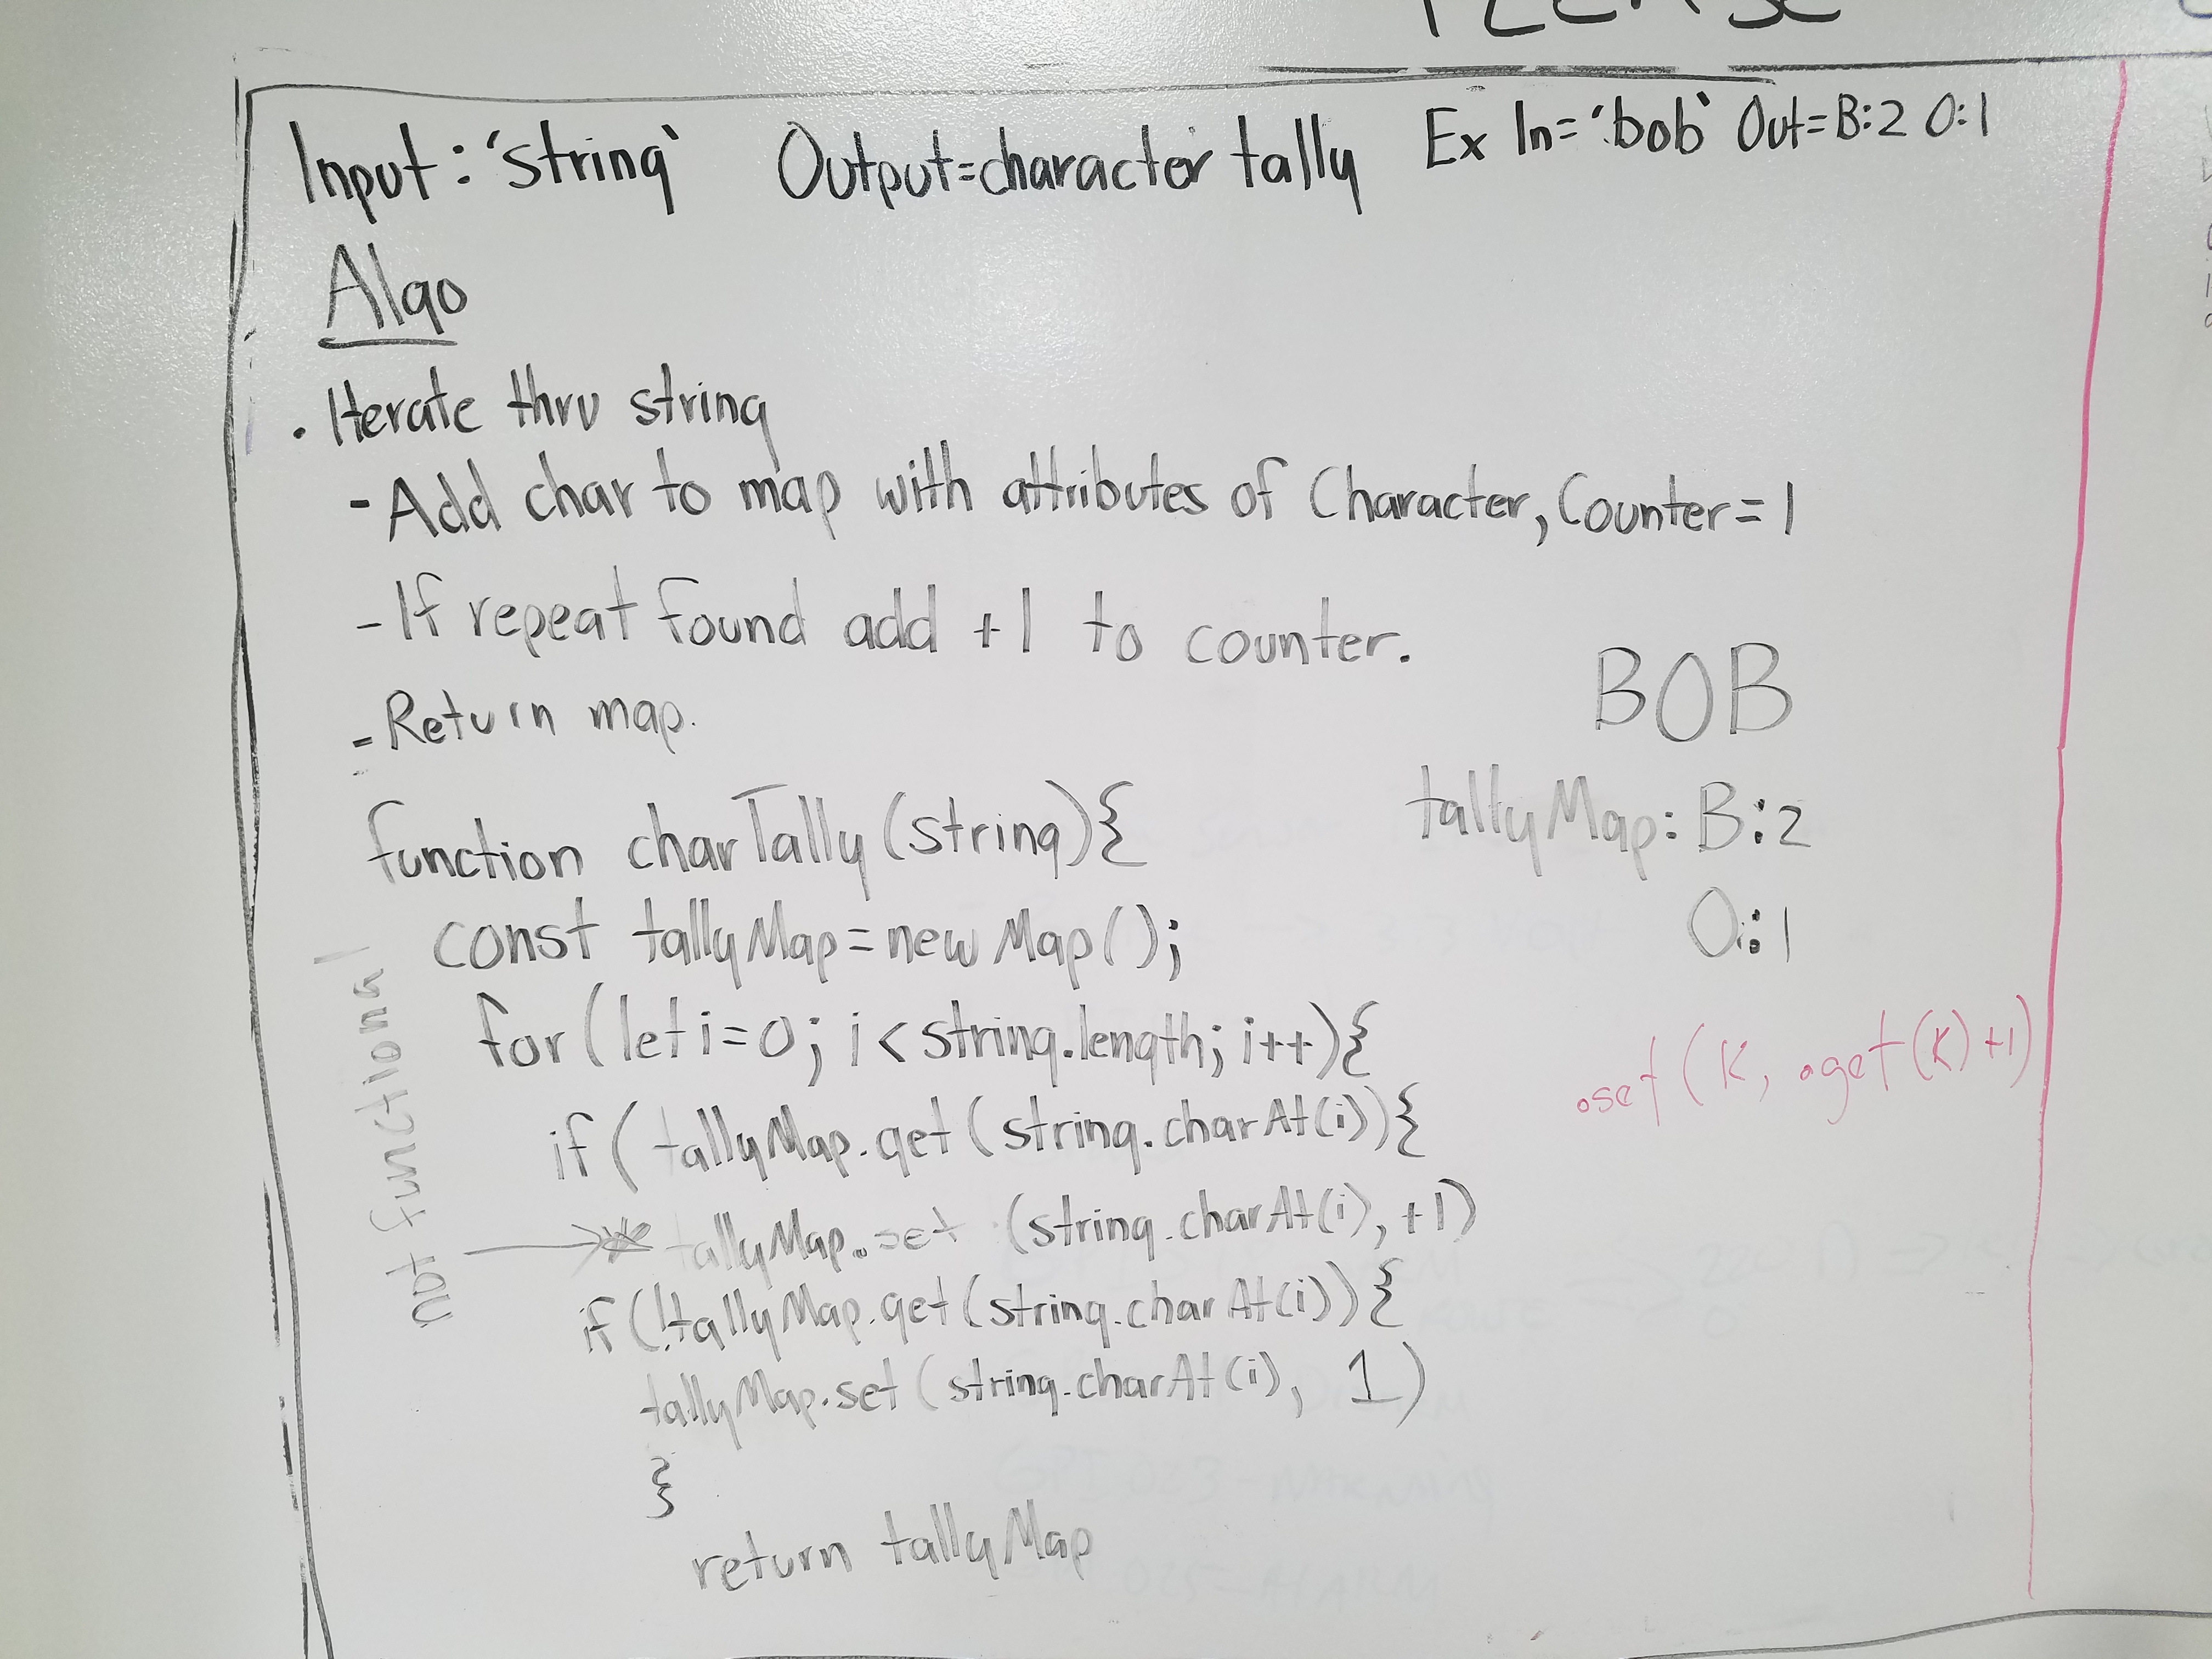 PLEASE
Input: 'string' Output=character tally Ex In='bob' Out=B:2 O:1
Algo
. Iterate thru string
- Add char to map with attributes of Character, Counter=1
- If repeat found add +1 to counter.
- Return map.
BOB
tallyMap: B:2
O:1
function charTally(string){
const tallyMap=new Map();
for(let i=0; i<string.length; i++){
.set(K, .get(K)+1)
if(tallyMap.get(string.charAt(i)){
tallyMap.set (string.charAt(i), +1)
if(!tallyMap.get(string.charAt(i)){
tallyMap.set(string.charAt(i), 1)
}
return tallyMap
not functional